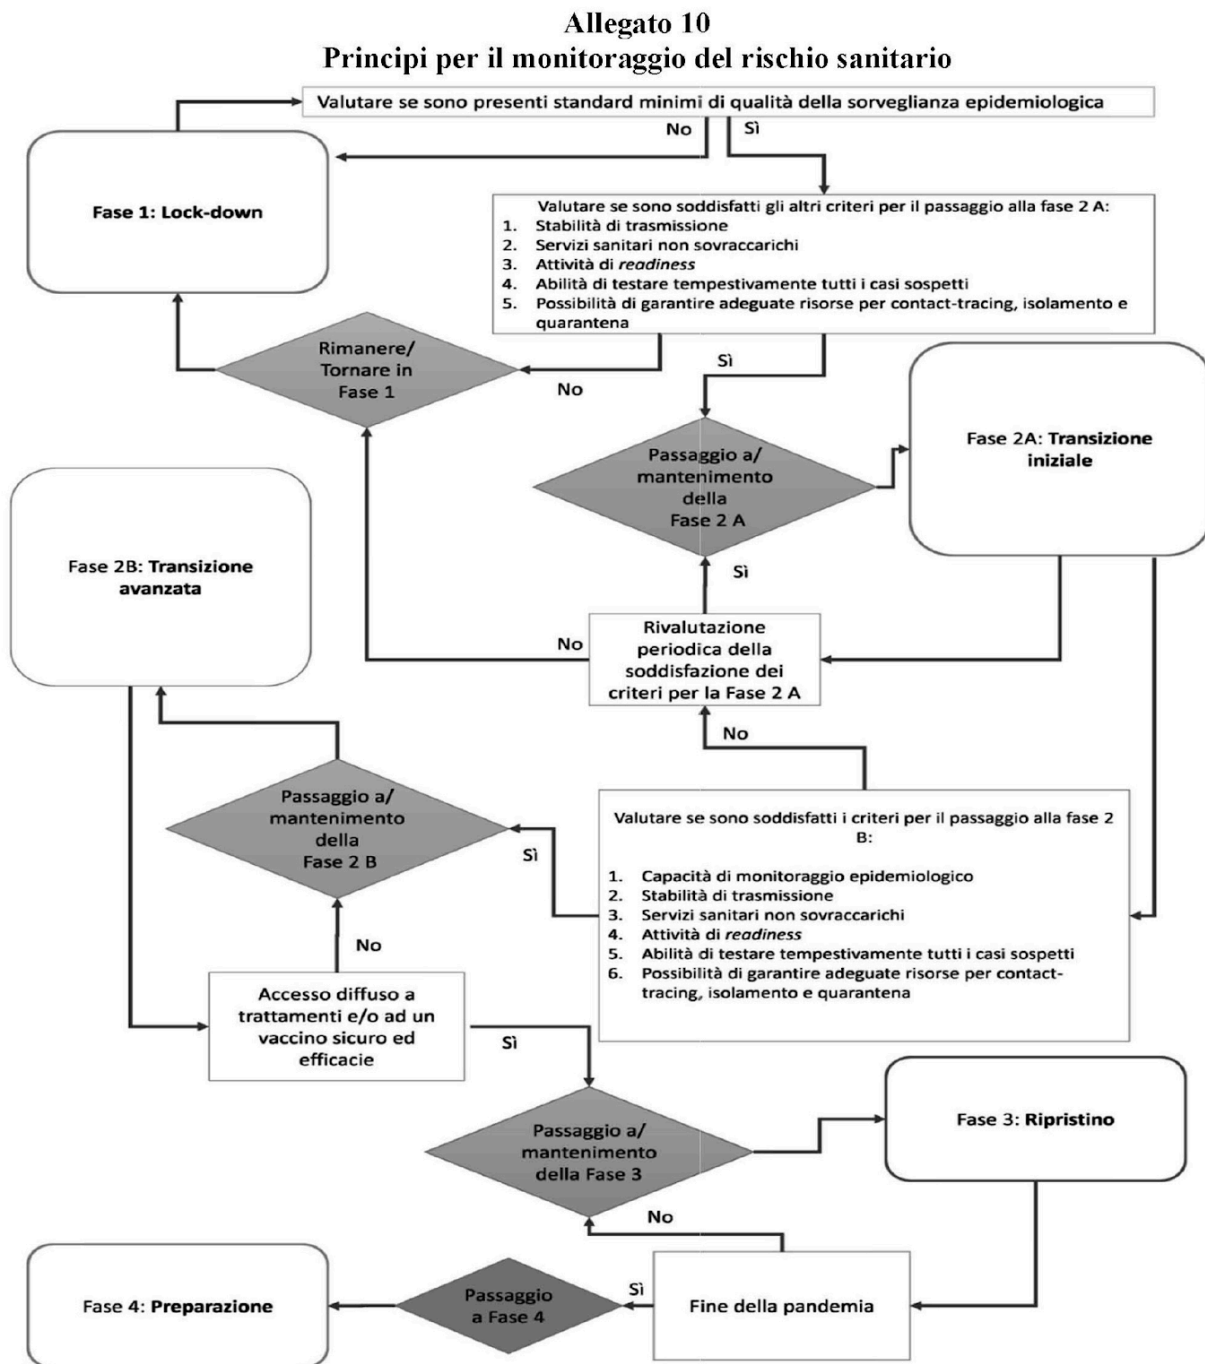 Allegato 10
Principi per il monitoraggio del rischio sanitario
Valutare se sono presenti standard minimi di qualità della sorveglianza epidemiologica
No
Sì
Fase 1: Lock-down
Valutare se sono soddisfatti gli altri criteri per il passaggio alla fase 2 A:
1. Stabilità di trasmissione
2. Servizi sanitari non sovraccarichi
3. Attività di readiness
4. Abilità di testare tempestivamente tutti i casi sospetti
5. Possibilità di garantire adeguate risorse per contact-tracing, isolamento e
quarantena
Rimanere/
Tornare in
Fase 1
No
Sì
Passaggio a/
mantenimento
della
Fase 2 A
Fase 2A: Transizione
iniziale
Fase 2B: Transizione
avanzata
Sì
No
Rivalutazione
periodica della
soddisfazione dei
criteri per la Fase 2 A
No
Passaggio a/
mantenimento
della
Fase 2 B
Sì
Valutare se sono soddisfatti i criteri per il passaggio alla fase 2
B:
1. Capacità di monitoraggio epidemiologico
2. Stabilità di trasmissione
3. Servizi sanitari non sovraccarichi
4. Attività di readiness
5. Abilità di testare tempestivamente tutti i casi sospetti
6. Possibilità di garantire adeguate risorse per contact-
tracing, isolamento e quarantena
No
Accesso diffuso a
trattamenti e/o ad un
vaccino sicuro ed
efficacie
Sì
Passaggio a/
mantenimento
della Fase 3
Fase 3: Ripristino
No
Fase 4: Preparazione
Passaggio
a Fase 4
Sì
Fine della pandemia